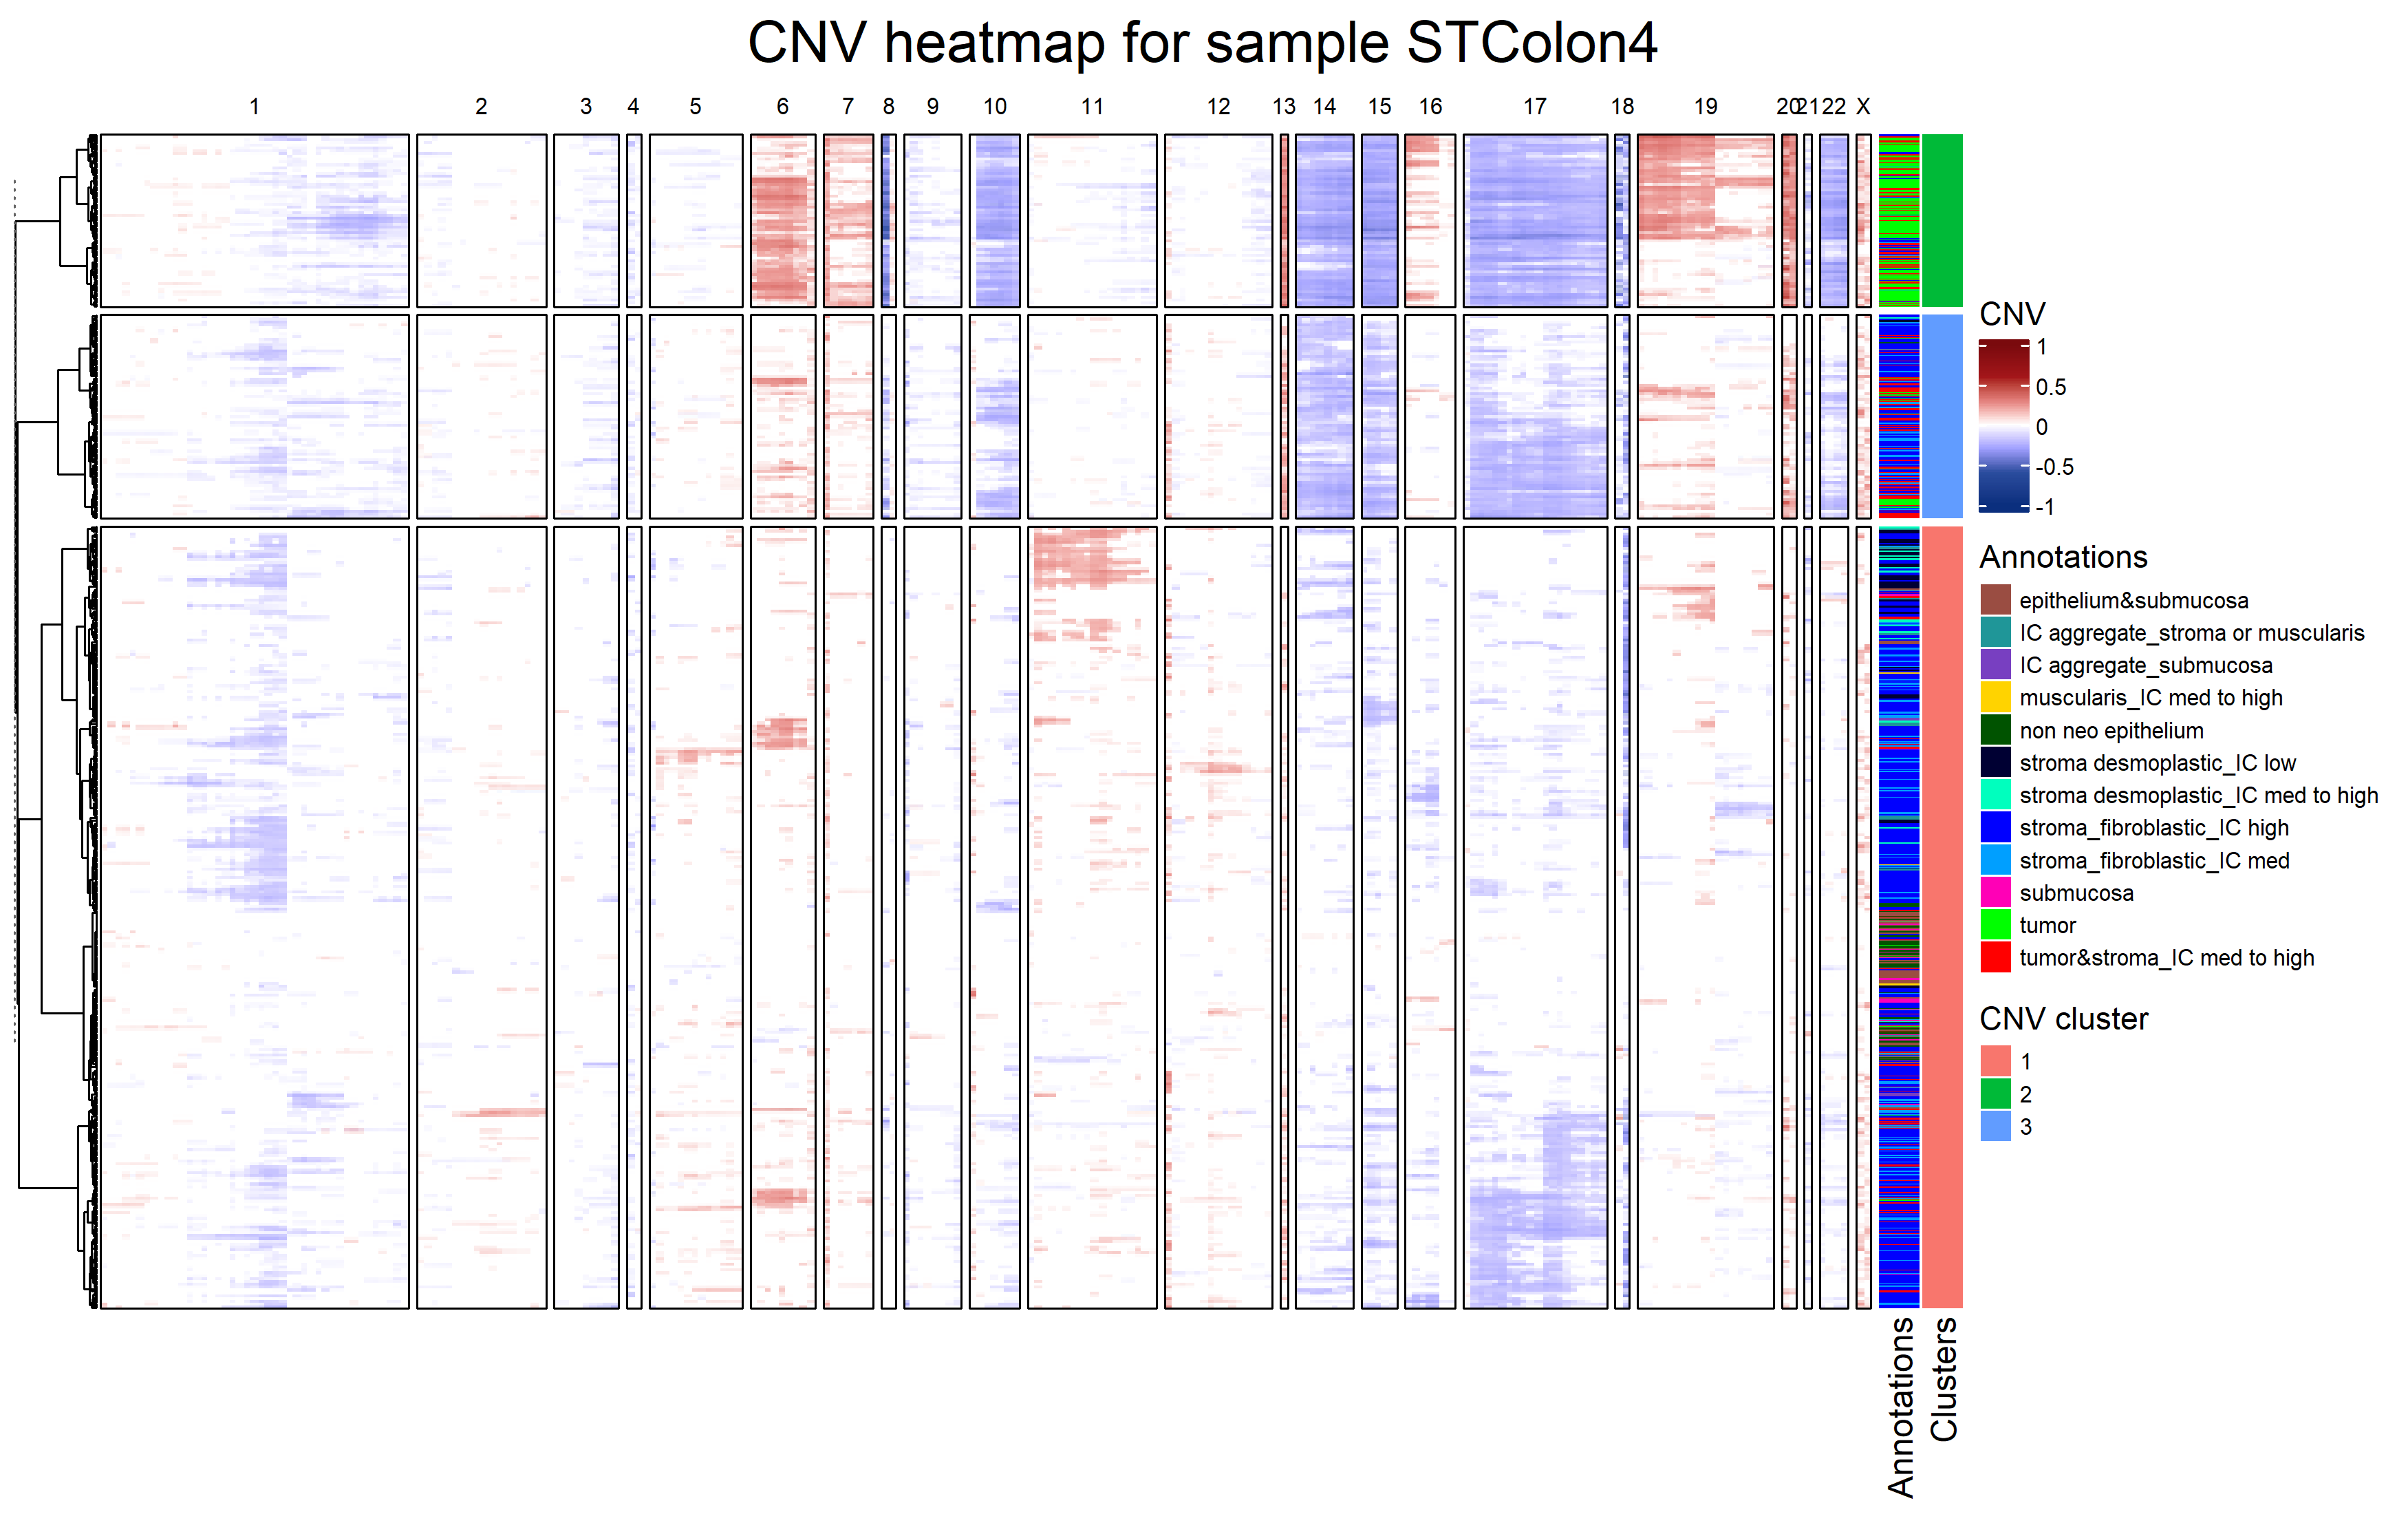 CNV heatmap for sample STColon4
1 2 3 4 5 6 7 8 9 10 11 12 13 14 15 16 17 18 19 20 21 22 X
CNV
1
0.5
0
-0.5
-1
Annotations
epithelium&submucosa
IC aggregate_stroma or muscularis
IC aggregate_submucosa
muscularis_IC med to high
non neo epithelium
stroma desmoplastic_IC low
stroma desmoplastic_IC med to high
stroma_fibroblastic_IC high
stroma_fibroblastic_IC med
submucosa
tumor
tumor&stroma_IC med to high
CNV cluster
1
2
3
Annotations
Clusters